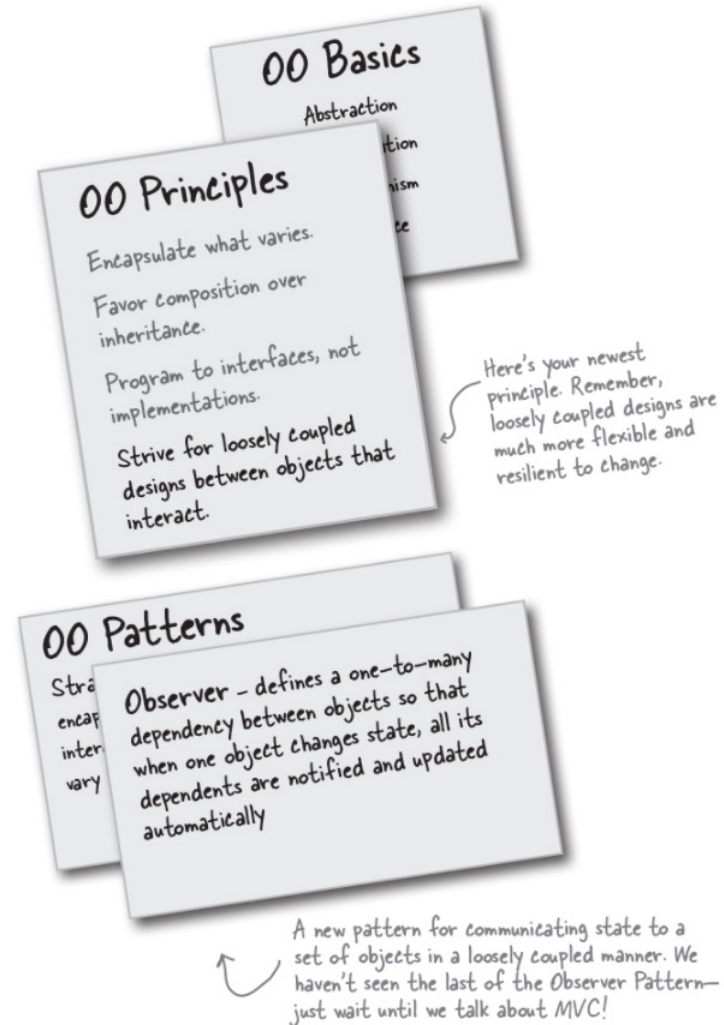 OO Basics
Abstraction
OO Principles
Encapsulate what varies.
Favor composition over
inheritance.
Program to interfaces, not
implementations.
Strive for loosely coupled
designs between objects that
interact.
Here's your newest
principle. Remember,
loosely coupled designs are
much more flexible and
resilient to change.
OO Patterns
Observer – defines a one-to-many
dependency between objects so that
when one object changes state, all its
dependents are notified and updated
automatically
vary
A new pattern for communicating state to a
set of objects in a loosely coupled manner. We
haven't seen the last of the Observer Pattern—
just wait until we talk about MVC!